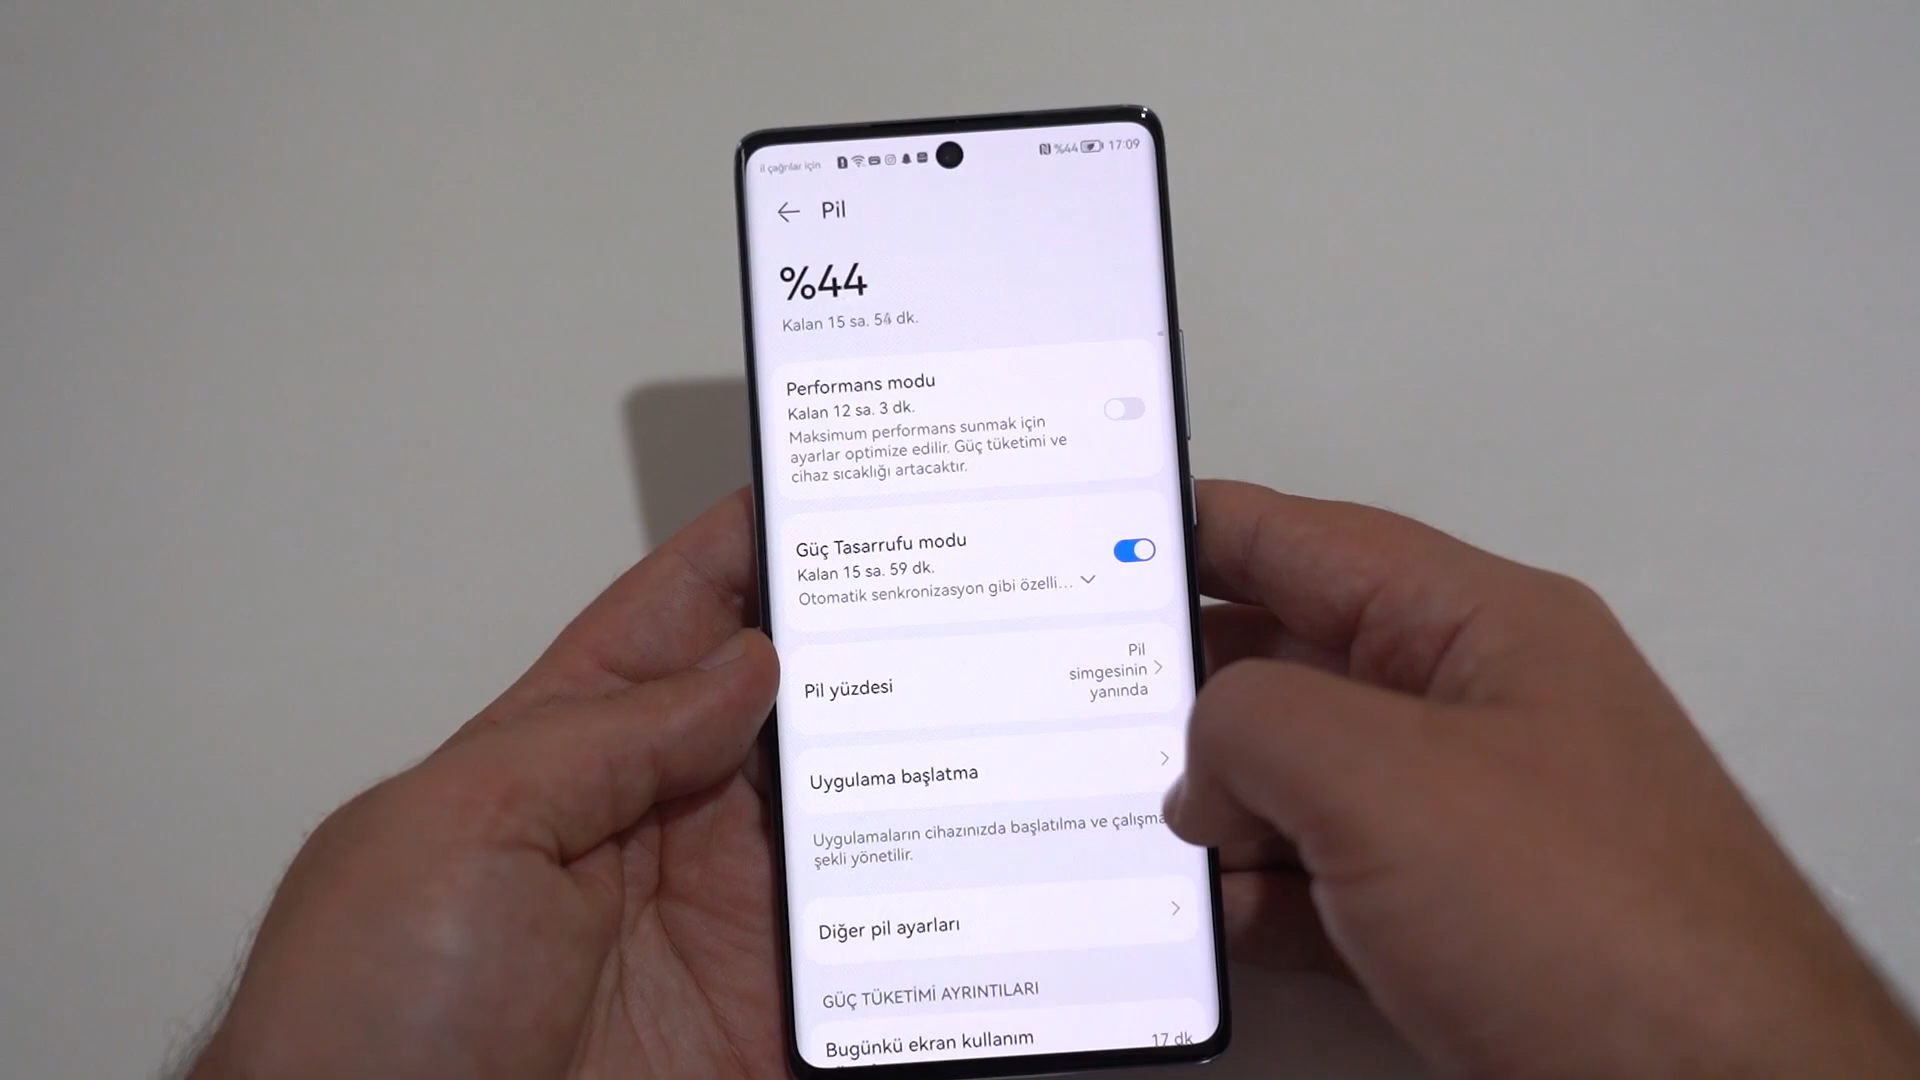 il çağrılar için
%44 17:09
Pil
%44
Kalan 15 sa. 54 dk.
Performans modu
Kalan 12 sa. 3 dk.
Maksimum performans sunmak için
ayarlar optimize edilir. Güç tüketimi ve
cihaz sıcaklığı artacaktır.
Güç Tasarrufu modu
Kalan 15 sa. 59 dk.
Otomatik senkronizasyon gibi özelli...
Pil yüzdesi
Pil
simgesinin
yanında
Uygulama başlatma
Uygulamaların cihazınızda başlatılma ve çalışma
şekli yönetilir.
Diğer pil ayarları
GÜÇ TÜKETİMİ AYRINTILARI
Bugünkü ekran kullanım 17 dk